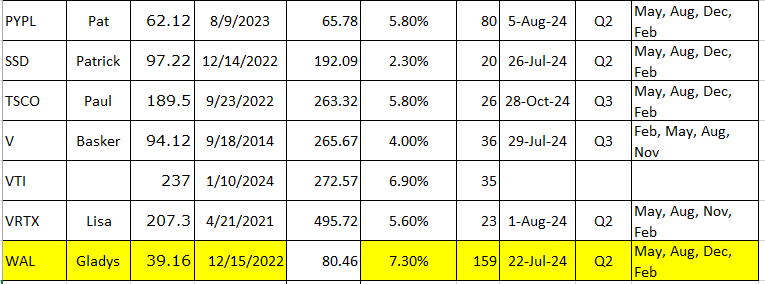 PYPL Pat 62.12 8/9/2023 65.78 5.80% 80 5-Aug-24 Q2 May, Aug, Dec, Feb
SSD Patrick 97.22 12/14/2022 192.09 2.30% 20 26-Jul-24 Q2 May, Aug, Dec, Feb
TSCO Paul 189.5 9/23/2022 263.32 5.80% 26 28-Oct-24 Q3 May, Aug, Dec, Feb
V Basker 94.12 9/18/2014 265.67 4.00% 36 29-Jul-24 Q3 Feb, May, Aug, Nov
VTI 237 1/10/2024 272.57 6.90% 35
VRTX Lisa 207.3 4/21/2021 495.72 5.60% 23 1-Aug-24 Q2 May, Aug, Nov, Feb
WAL Gladys 39.16 12/15/2022 80.46 7.30% 159 22-Jul-24 Q2 May, Aug, Dec, Feb